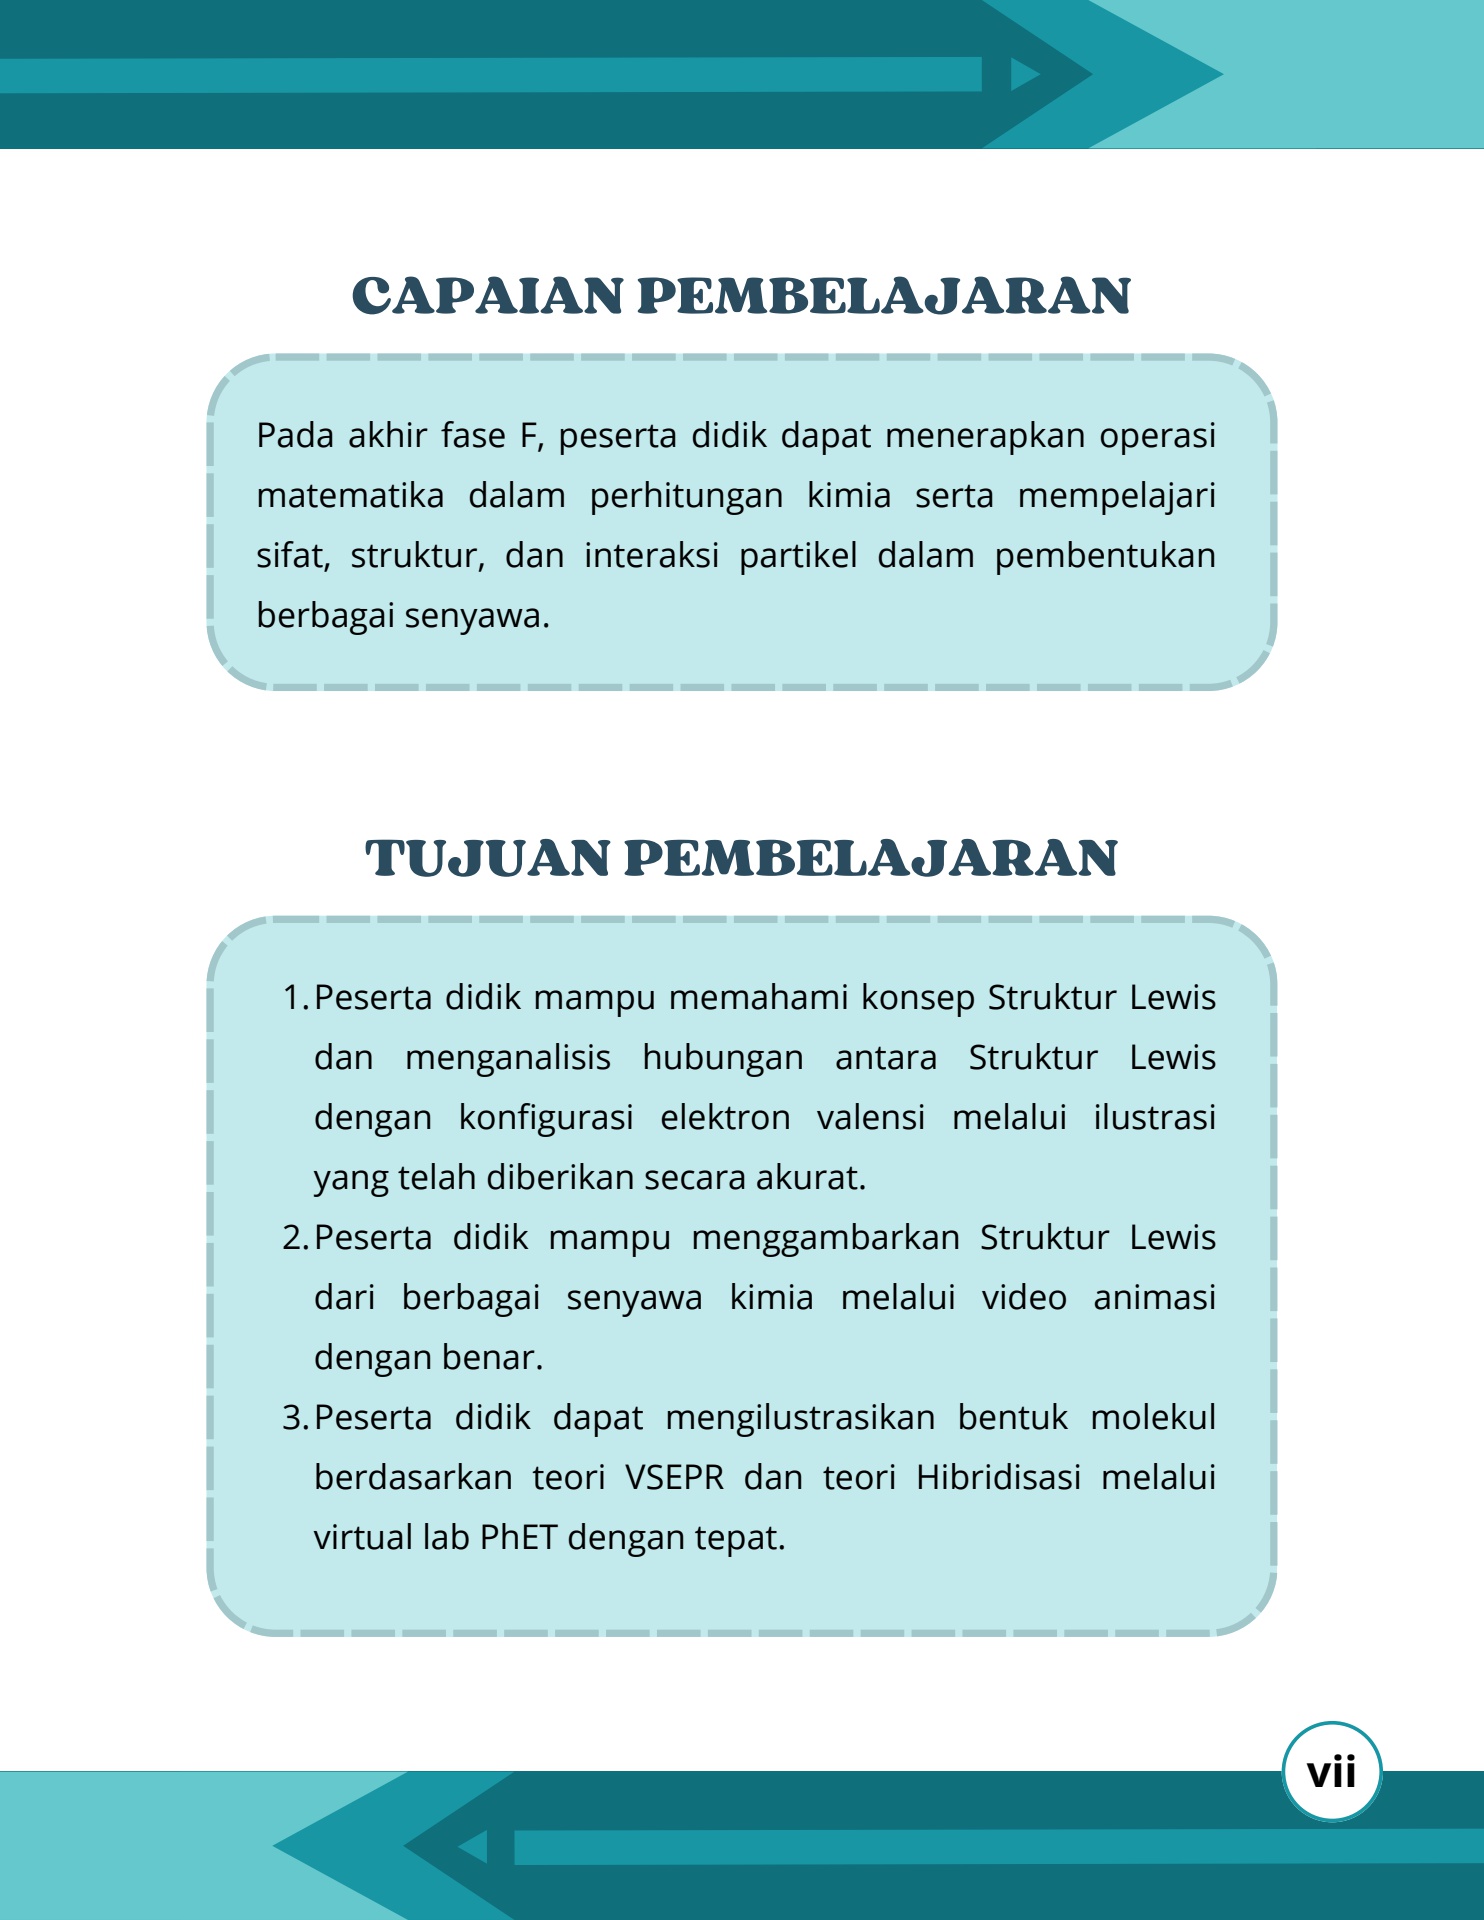 CAPAIAN PEMBELAJARAN
Pada akhir fase F, peserta didik dapat menerapkan operasi
matematika dalam perhitungan kimia serta mempelajari
sifat, struktur, dan interaksi partikel dalam pembentukan
berbagai senyawa.
TUJUAN PEMBELAJARAN
1. Peserta didik mampu memahami konsep Struktur Lewis
dan menganalisis hubungan antara Struktur Lewis
dengan konfigurasi elektron valensi melalui ilustrasi
yang telah diberikan secara akurat.
2. Peserta didik mampu menggambarkan Struktur Lewis
dari berbagai senyawa kimia melalui video animasi
dengan benar.
3. Peserta didik dapat mengilustrasikan bentuk molekul
berdasarkan teori VSEPR dan teori Hibridisasi melalui
virtual lab PhET dengan tepat.
vii